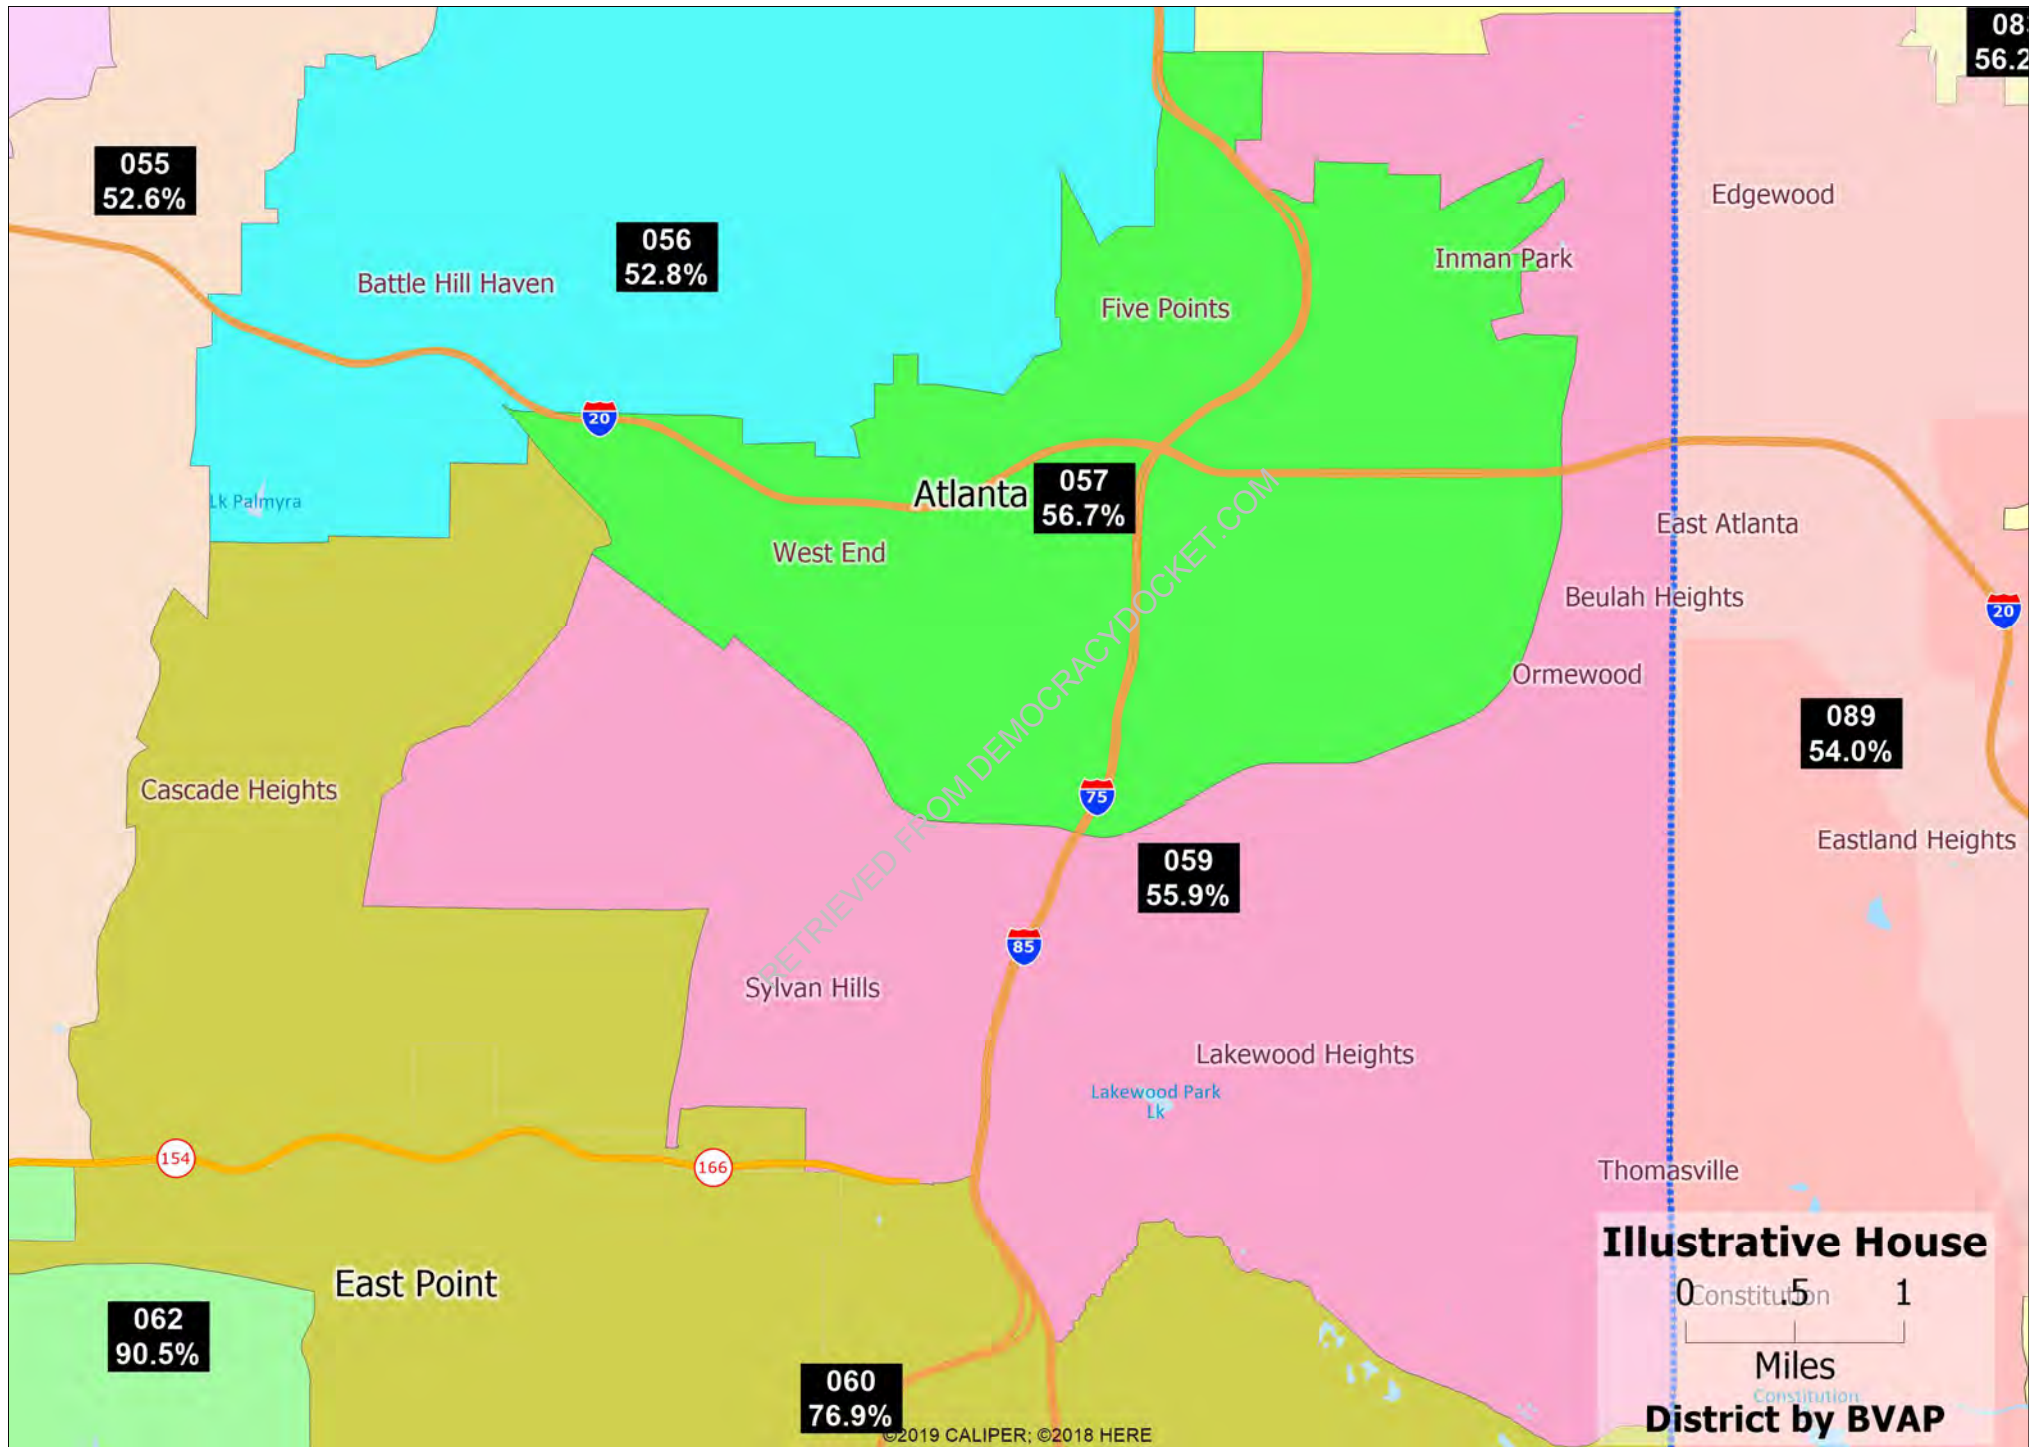 08
56.2
055
52.6%
Edgewood
056
52.8%
Inman Park
Battle Hill Haven
Five Points
20
Atlanta
057
56.7%
Lk Palmyra
East Atlanta
West End
Beulah Heights
20
Ormewood
089
54.0%
Cascade Heights
75
Eastland Heights
059
55.9%
85
RETRIEVED FROM DEMOCRACYDOCKET.COM
Sylvan Hills
Lakewood Heights
Lakewood Park
Lk
154
166
Thomasville
Illustrative House
East Point
0 .5 1
Constitution
062
90.5%
Miles
060
76.9%
Constitution
District by BVAP
©2019 CALIPER; ©2018 HERE